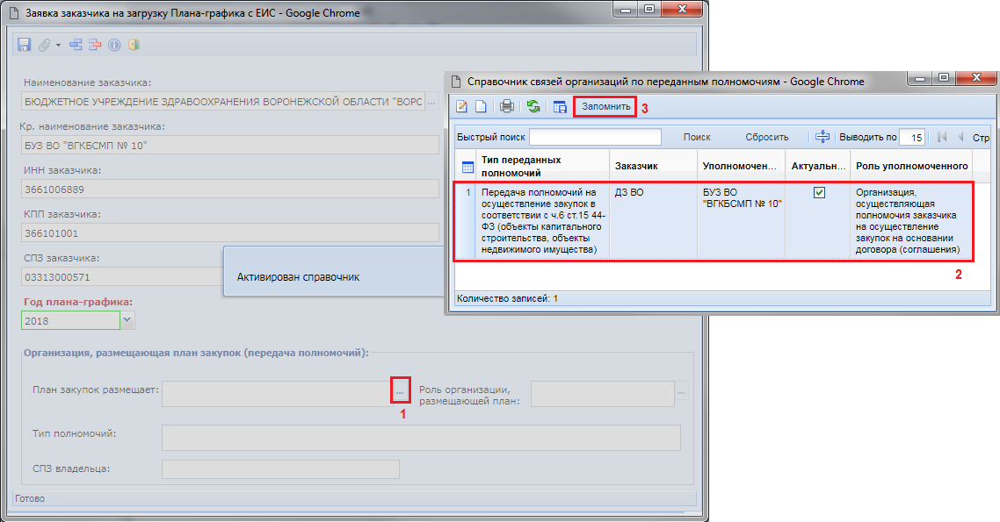 Заявка заказчика на загрузку Плана-графика с ЕИС - Google Chrome
Наименование заказчика:
БЮДЖЕТНОЕ УЧРЕЖДЕНИЕ ЗДРАВООХРАНЕНИЯ ВОРОНЕЖСКОЙ ОБЛАСТИ "ВОРС ...
Кр. наименование заказчика:
БУЗ ВО "ВГКБСМП № 10"
ИНН заказчика:
3661006889
КПП заказчика:
366101001
СПЗ заказчика:
03313000571
Активирован справочник
Год плана-графика:
2018
Организация, размещающая план закупок (передача полномочий):
План закупок размещает: ...
1
Роль организации,
размещающей план: ...
Тип полномочий:
СПЗ владельца:
Готово
Справочник связей организаций по переданным полномочиям - Google Chrome
Запомнить 3
Быстрый поиск Поиск Сбросить Выводить по 15 Стр
Тип переданных
полномочий
Заказчик
Уполномочен...
Актуальн...
Роль уполномоченного
1
Передача полномочий на
осуществление закупок в
соответствии с ч.6 ст.15 44-
ФЗ (объекты капитального
строительства, объекты
недвижимого имущества)
ДЗ ВО
БУЗ ВО
"ВГКБСМП № 10"
Организация,
осуществляющая
полномочия заказчика
на осуществление
закупок на основании
договора (соглашения)
2
Количество записей: 1